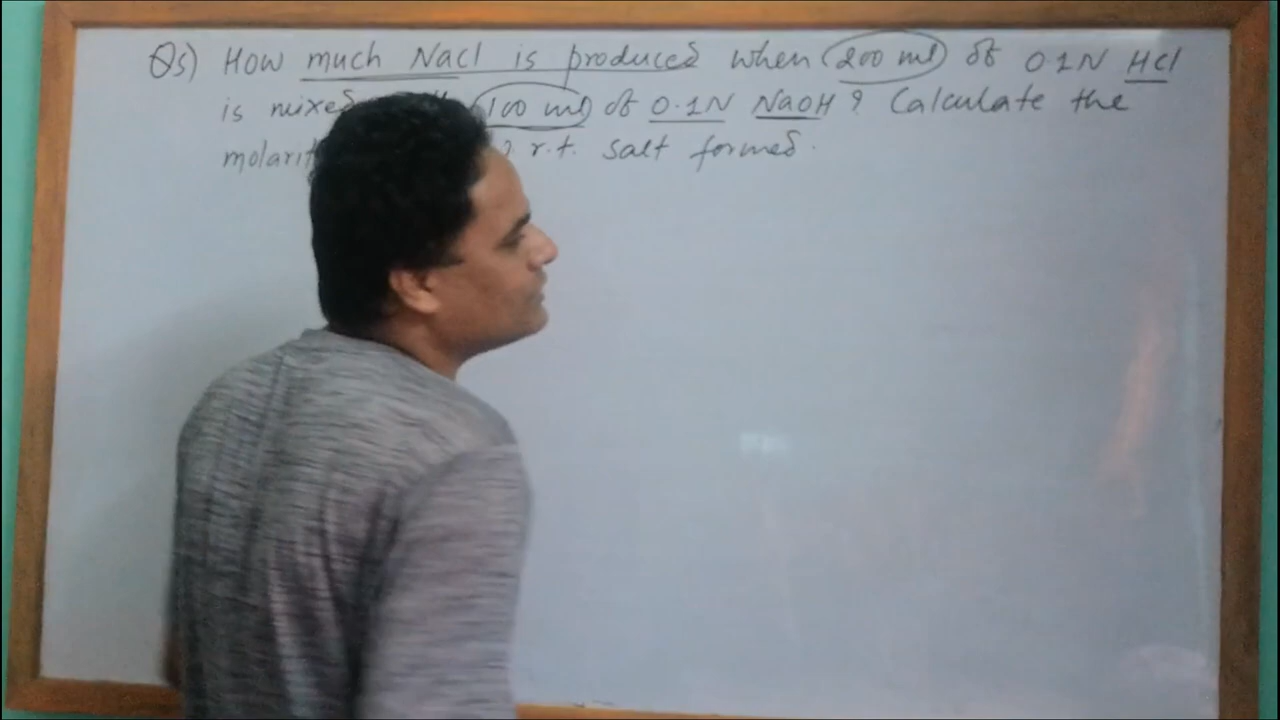 Qs) How much NaCl is produced when 200 ml of 0.1N HCl
is mixed 100 ml of 0.1N NaOH? Calculate the
r.t. salt formed.